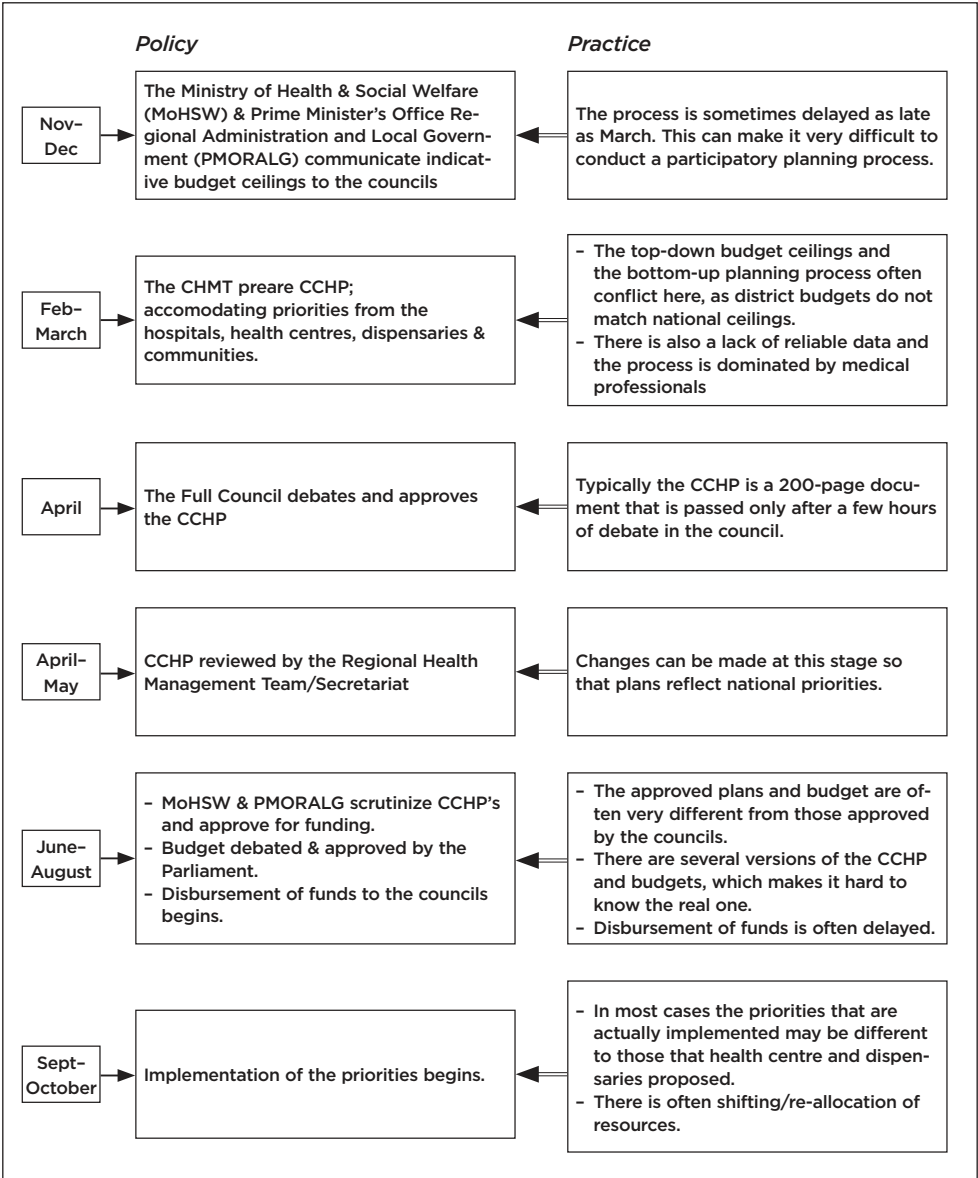 Policy
Practice
Nov–
Dec
The Ministry of Health & Social Welfare
(MoHSW) & Prime Minister's Office Re-
gional Administration and Local Govern-
ment (PMORALG) communicate indicat-
ive budget ceilings to the councils
The process is sometimes delayed as late
as March. This can make it very difficult to
conduct a participatory planning process.
Feb–
March
The CHMT preare CCHP;
accomodating priorities from the
hospitals, health centres, dispensaries &
communities.
– The top-down budget ceilings and
the bottom-up planning process often
conflict here, as district budgets do not
match national ceilings.
– There is also a lack of reliable data and
the process is dominated by medical
professionals
April
The Full Council debates and approves
the CCHP
Typically the CCHP is a 200-page docu-
ment that is passed only after a few hours
of debate in the council.
April–
May
CCHP reviewed by the Regional Health
Management Team/Secretariat
Changes can be made at this stage so
that plans reflect national priorities.
June–
August
– MoHSW & PMORALG scrutinize CCHP's
and approve for funding.
– Budget debated & approved by the
Parliament.
– Disbursement of funds to the councils
begins.
– The approved plans and budget are of-
ten very different from those approved
by the councils.
– There are several versions of the CCHP
and budgets, which makes it hard to
know the real one.
– Disbursement of funds is often delayed.
Sept–
October
Implementation of the priorities begins.
– In most cases the priorities that are
actually implemented may be different
to those that health centre and dispen-
saries proposed.
– There is often shifting/re-allocation of
resources.